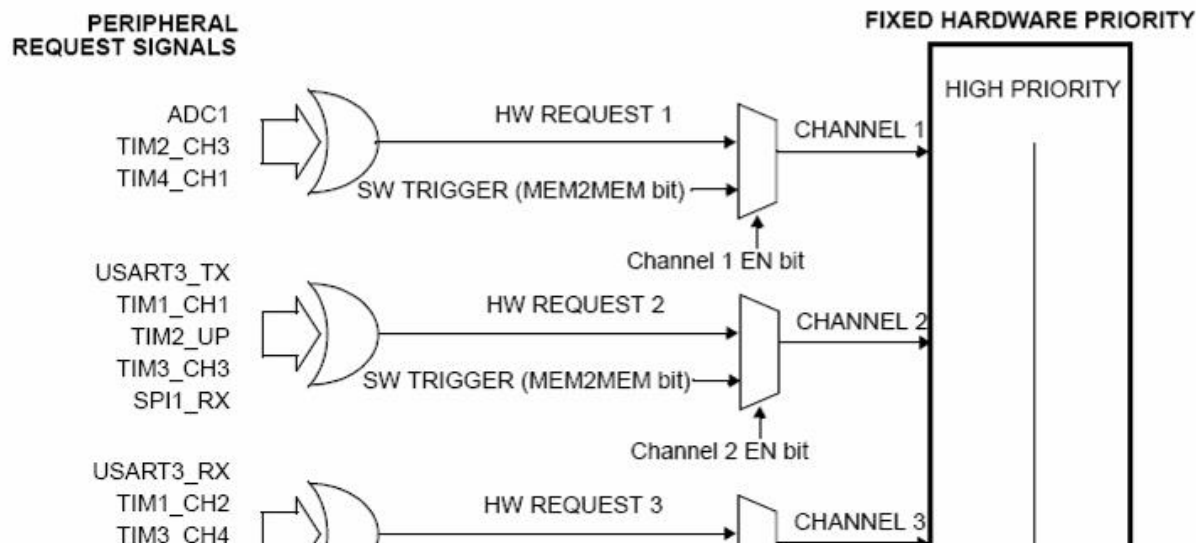 PERIPHERAL
REQUEST SIGNALS
FIXED HARDWARE PRIORITY
HIGH PRIORITY
ADC1
TIM2_CH3
TIM4_CH1
HW REQUEST 1
SW TRIGGER (MEM2MEM bit)
CHANNEL 1
Channel 1 EN bit
USART3_TX
TIM1_CH1
TIM2_UP
TIM3_CH3
SPI1_RX
HW REQUEST 2
SW TRIGGER (MEM2MEM bit)
CHANNEL 2
Channel 2 EN bit
USART3_RX
TIM1_CH2
TIM3_CH4
HW REQUEST 3
CHANNEL 3